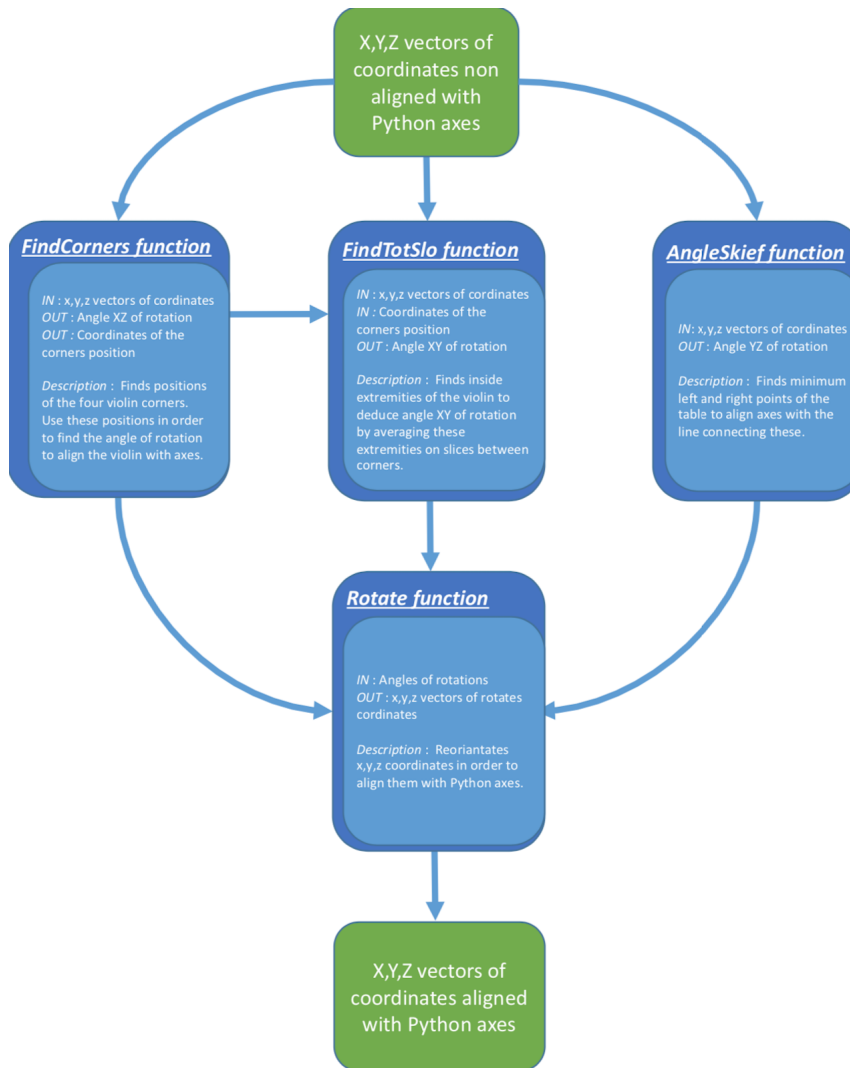 X,Y,Z vectors of
coordinates non
aligned with
Python axes
FindCorners function
IN : x,y,z vectors of cordinates
OUT : Angle XZ of rotation
OUT : Coordinates of the
corners position
Description : Finds positions
of the four violin corners.
Use these positions in order
to find the angle of rotation
to align the violin with axes.
FindTotSlo function
IN : x,y,z vectors of cordinates
IN : Coordinates of the
corners position
OUT : Angle XY of rotation
Description : Finds inside
extremities of the violin to
deduce angle XY of rotation
by averaging these
extremities on slices between
corners.
AngleSkief function
IN: x,y,z vectors of cordinates
OUT : Angle YZ of rotation
Description : Finds minimum
left and right points of the
table to align axes with the
line connecting these.
Rotate function
IN : Angles of rotations
OUT : x,y,z vectors of rotates
cordinates
Description : Reoriantates
x,y,z coordinates in order to
align them with Python axes.
X,Y,Z vectors of
coordinates aligned
with Python axes